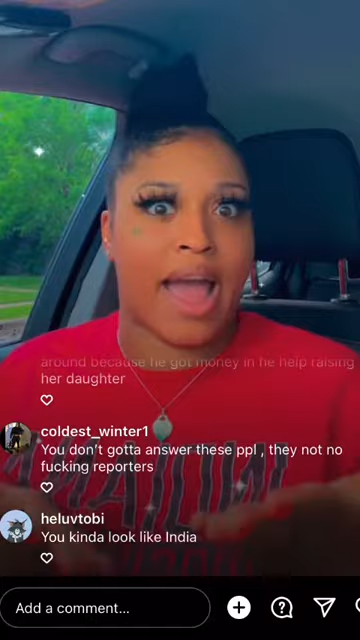 around because he got money in he help raising
her daughter
coldest_winter1
You don't gotta answer these ppl , they not no
fucking reporters
heluvtobi
You kinda look like India
Add a comment...